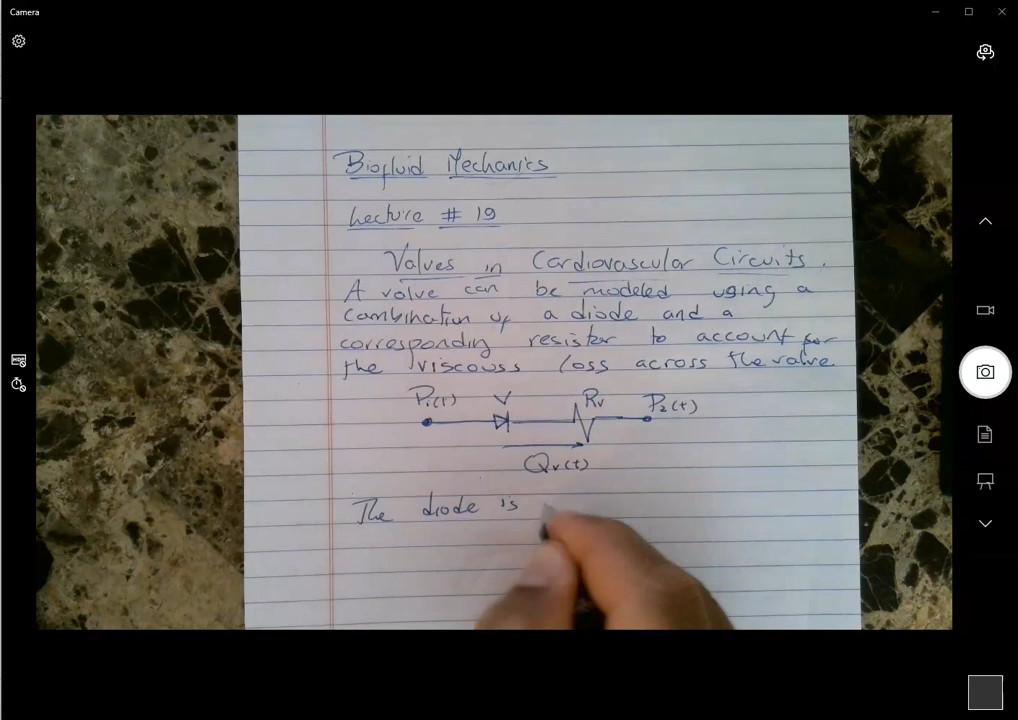 Camera
Biofluid Mechanics
Lecture # 19
Valves in Cardiovascular Circuits.
A valve can be modeled using a
combination of a diode and a
corresponding resistor to account for
the viscouss loss across the valve
P₁(t) V Rv P₂(t)
Qv(t)
The diode is